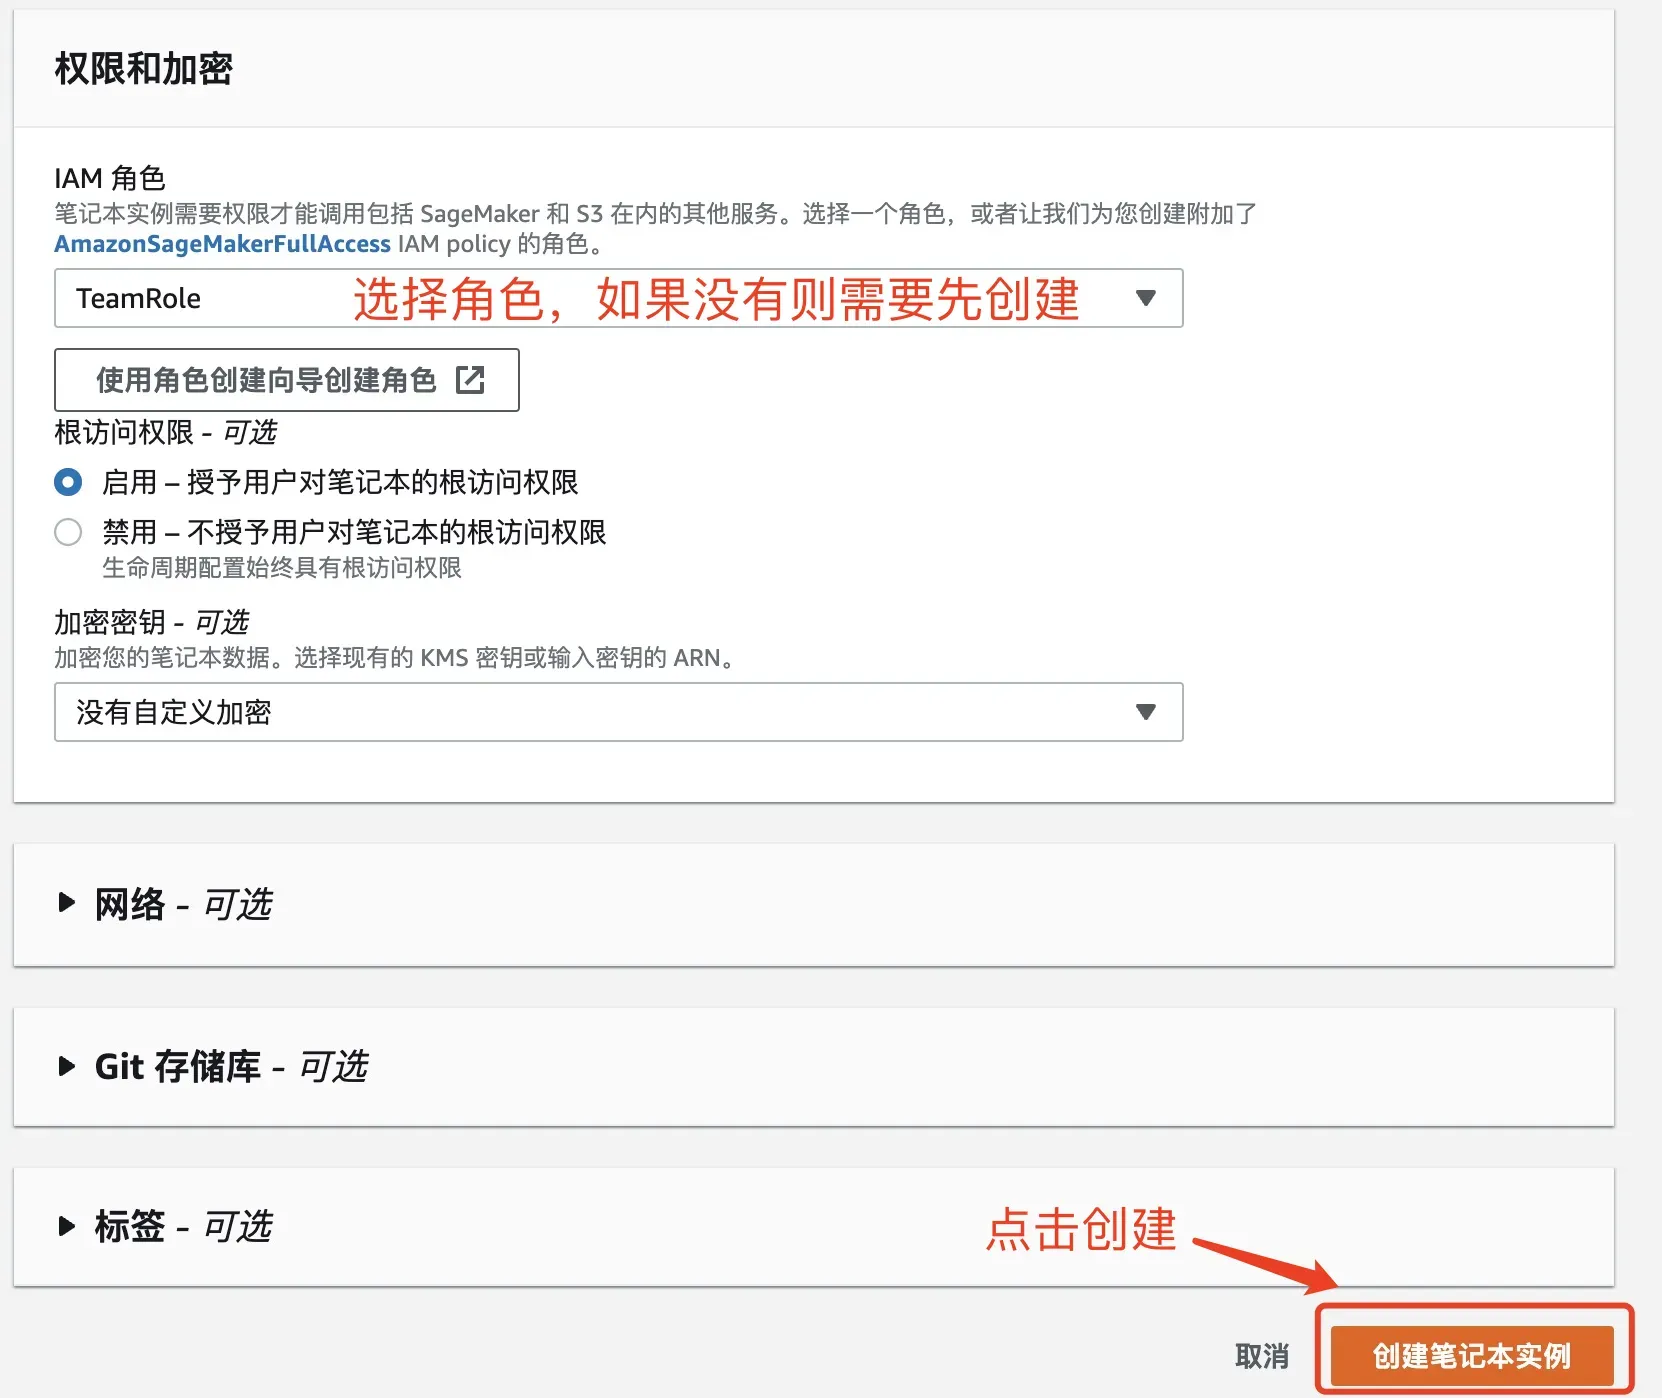 权限和加密
IAM 角色
笔记本实例需要权限才能调用包括 SageMaker 和 S3 在内的其他服务。选择一个角色，或者让我们为您创建附加了
AmazonSageMakerFullAccess IAM policy 的角色。
TeamRole 选择角色，如果没有则需要先创建
使用角色创建向导创建角色
根访问权限 - 可选
启用 – 授予用户对笔记本的根访问权限
禁用 – 不授予用户对笔记本的根访问权限
生命周期配置始终具有根访问权限
加密密钥 - 可选
加密您的笔记本数据。选择现有的 KMS 密钥或输入密钥的 ARN。
没有自定义加密
网络 - 可选
Git 存储库 - 可选
标签 - 可选
点击创建
取消 创建笔记本实例